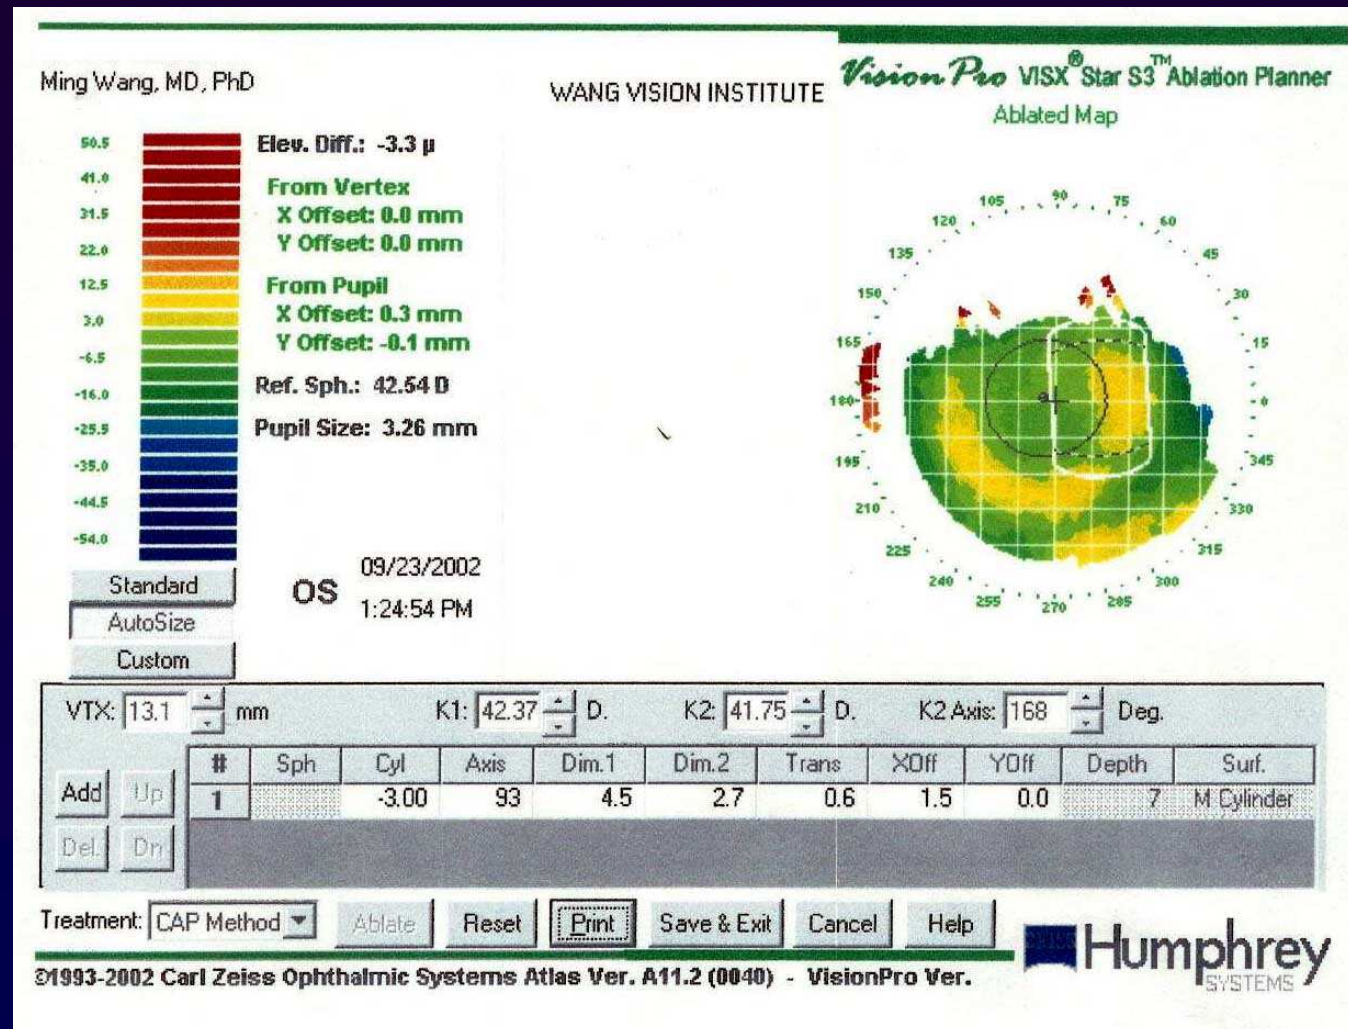 Ming Wang, MD, PhD
WANG VISION INSTITUTE
Vision Pro VISX® Star S3™ Ablation Planner
Ablated Map
50.5
41.0
31.5
22.0
12.5
3.0
-6.5
-16.0
-25.5
-35.0
-44.5
-54.0
Elev. Diff.: -3.3 µ
From Vertex
X Offset: 0.0 mm
Y Offset: 0.0 mm
From Pupil
X Offset: 0.3 mm
Y Offset: -0.1 mm
Ref. Sph.: 42.54 D
Pupil Size: 3.26 mm
OS
09/23/2002
1:24:54 PM
105 90 75
120 60
135 45
150 30
165 15
180 0
195 345
210 330
225 315
240 300
255 270 285
Standard
AutoSize
Custom
VTX: 13.1 mm K1: 42.37 D. K2: 41.75 D. K2 Axis: 168 Deg.
# Sph Cyl Axis Dim.1 Dim.2 Trans XOff YOff Depth Surf.
1 -3.00 93 4.5 2.7 0.6 1.5 0.0 7 M Cylinder
Add Up
Del. Dn
Treatment: CAP Method Ablate Reset Print Save & Exit Cancel Help
Humphrey
SYSTEMS
©1993-2002 Carl Zeiss Ophthalmic Systems Atlas Ver. A11.2 (0040) - VisionPro Ver.